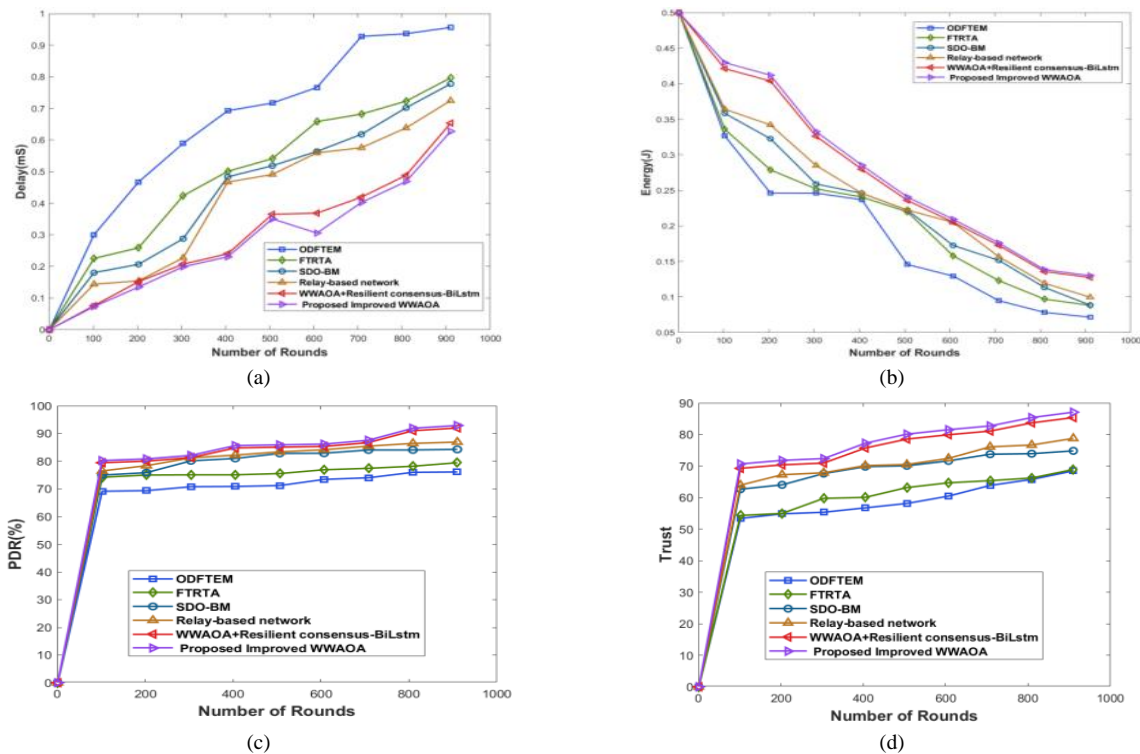 1
0.9
0.8
0.7
0.6
0.5
0.4
0.3
0.2
0.1
0
Delay(mS)
ODFTEM
FTRTA
SDO-BM
Relay-based network
WWAOA+Resilient consensus-BiLstm
Proposed Improved WWAOA
0 100 200 300 400 500 600 700 800 900 1000
Number of Rounds
(a)
0.5
0.45
0.4
0.35
0.3
0.25
0.2
0.15
0.1
0.05
Energy(J)
ODFTEM
FTRTA
SDO-BM
Relay-based network
WWAOA+Resilient consensus-BiLstm
Proposed Improved WWAOA
0 100 200 300 400 500 600 700 800 900 1000
Number of Rounds
(b)
100
90
80
70
60
50
40
30
20
10
0
PDR(%)
ODFTEM
FTRTA
SDO-BM
Relay-based network
WWAOA+Resilient consensus-BiLstm
Proposed Improved WWAOA
0 200 400 600 800 1000
Number of Rounds
(c)
90
80
70
60
50
40
30
20
10
0
Trust
ODFTEM
FTRTA
SDO-BM
Relay-based network
WWAOA+Resilient consensus-BiLstm
Proposed Improved WWAOA
0 200 400 600 800 1000
Number of Rounds
(d)